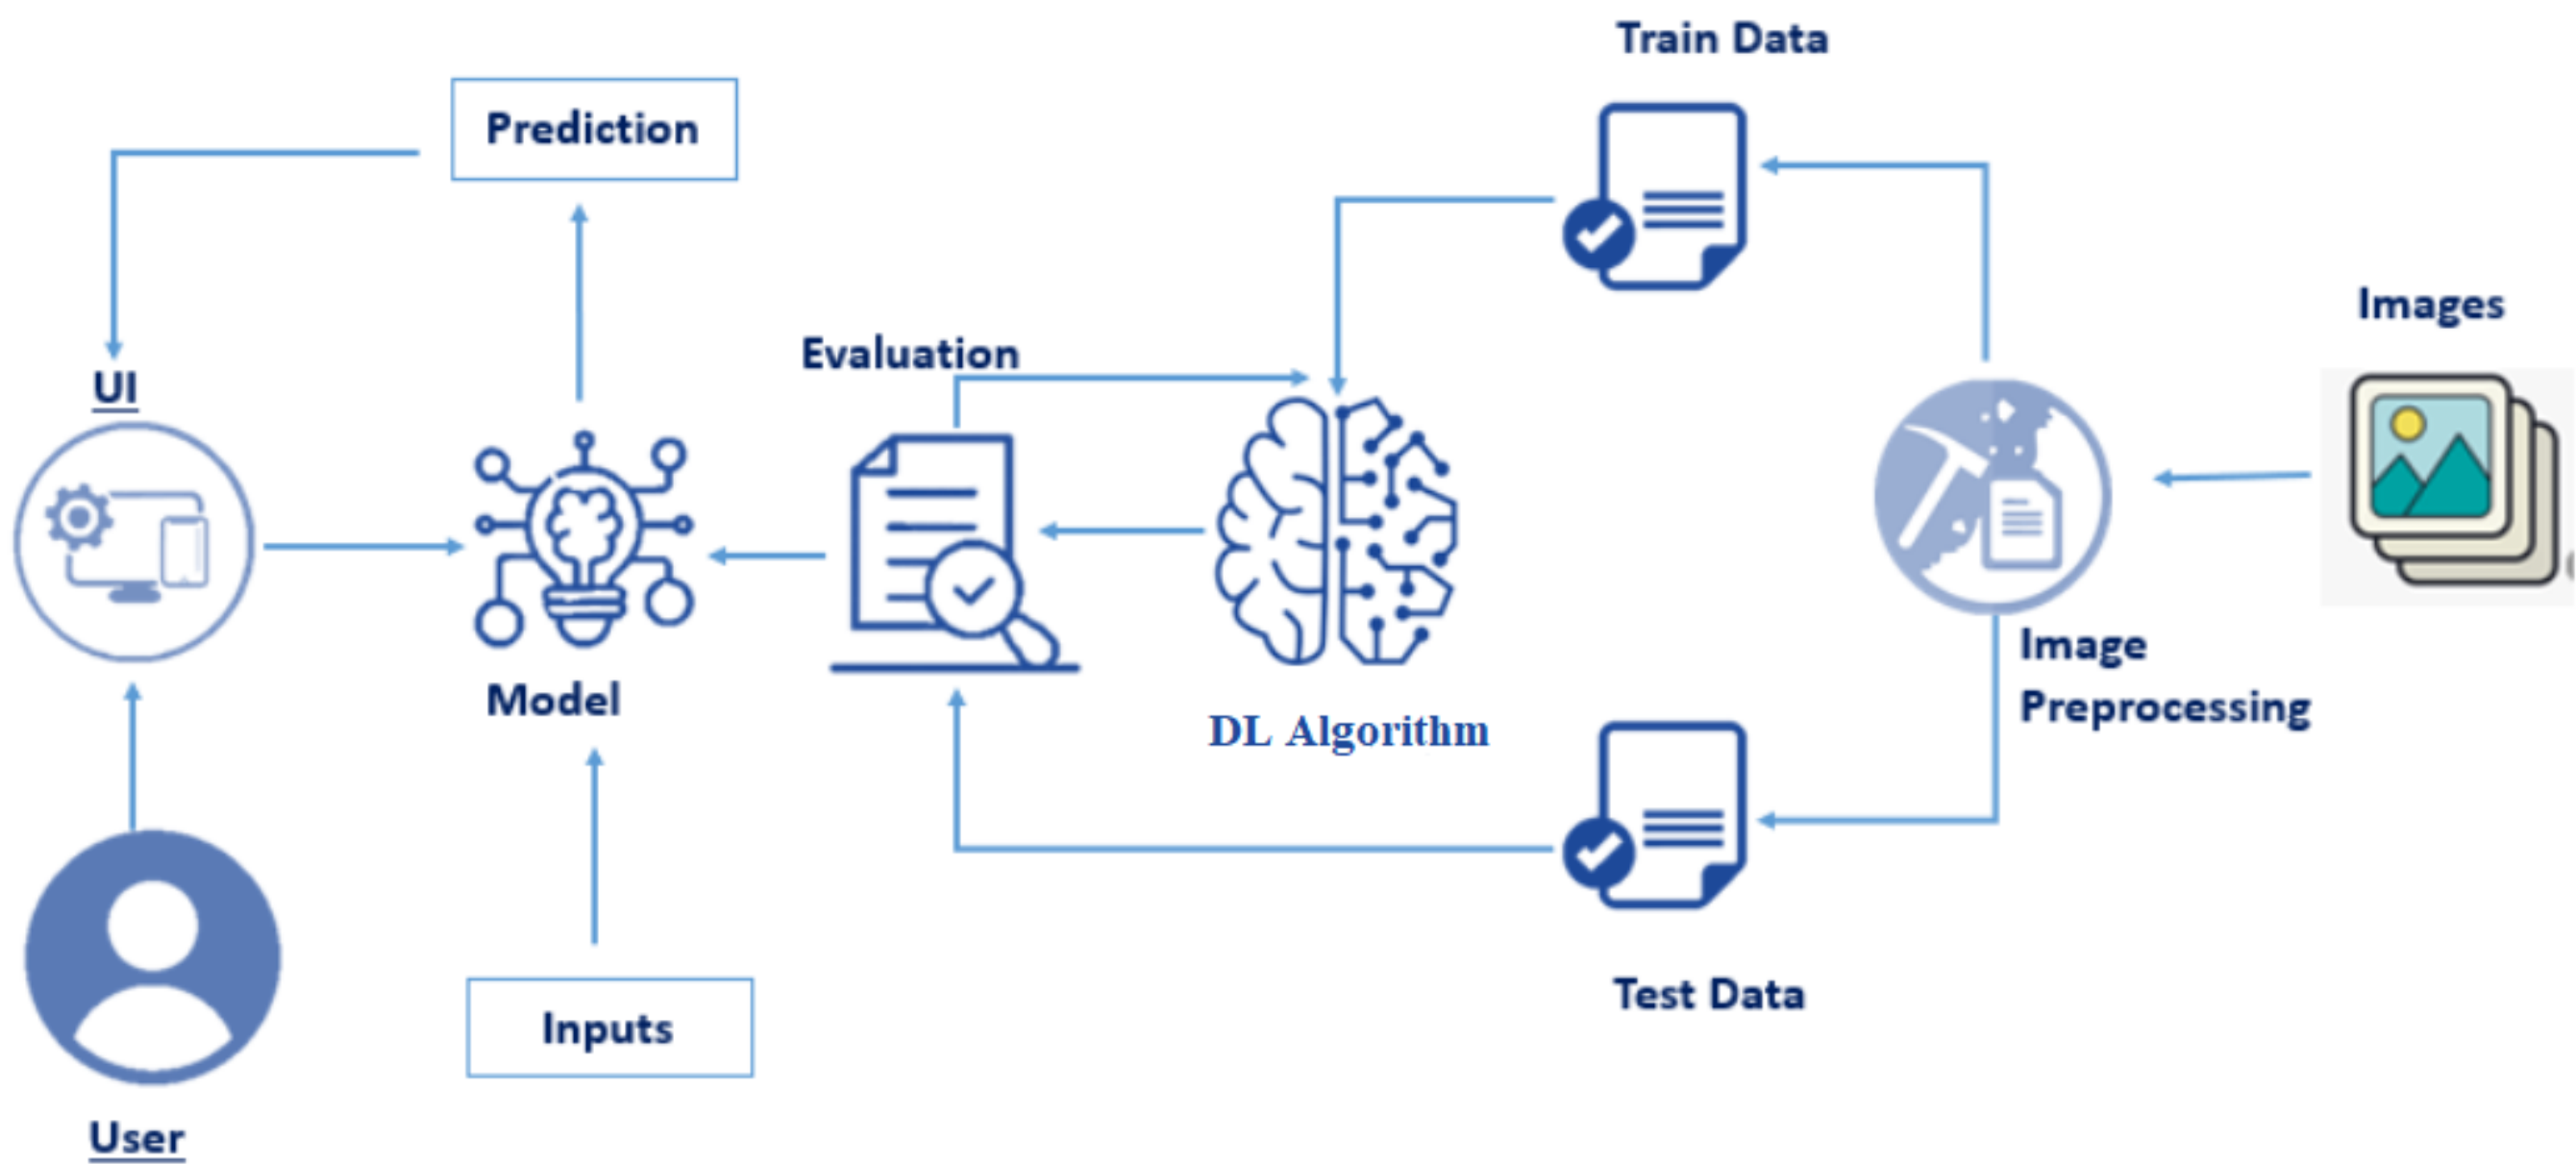 Train Data
Prediction
Images
Evaluation
UI
Image
Preprocessing
Model
DL Algorithm
Test Data
Inputs
User